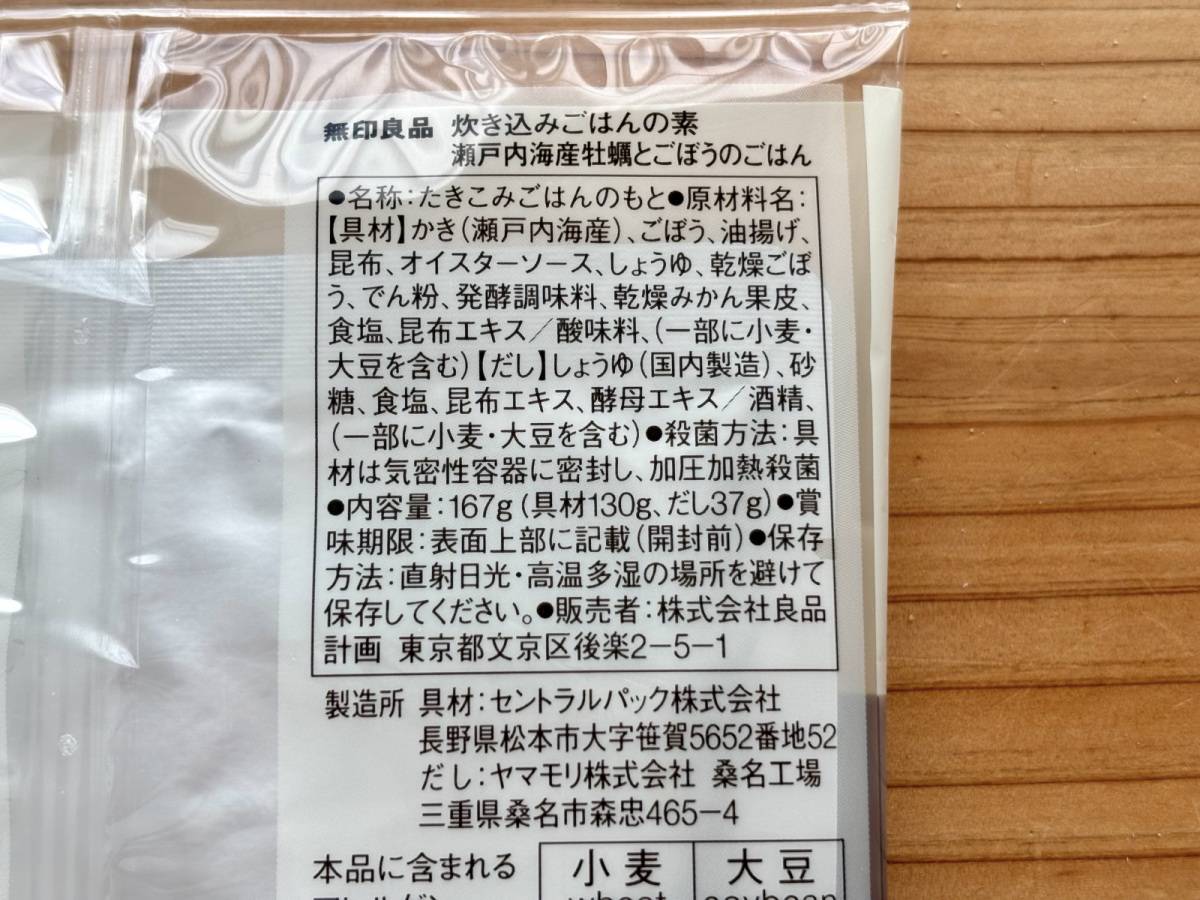 無印良品 炊き込みごはんの素
瀬戸内海産牡蠣とごぼうのごはん
●名称：たきこみごはんのもと●原材料名：
【具材】かき（瀬戸内海産）、ごぼう、油揚げ、
昆布、オイスターソース、しょうゆ、乾燥ごぼ
う、でん粉、発酵調味料、乾燥みかん果皮、
食塩、昆布エキス／酸味料、（一部に小麦・
大豆を含む）【だし】しょうゆ（国内製造）、砂
糖、食塩、昆布エキス、酵母エキス／酒精、
（一部に小麦・大豆を含む）●殺菌方法：具
材は気密性容器に密封し、加圧加熱殺菌
●内容量：167g（具材130g、だし37g）●賞
味期限：表面上部に記載（開封前）●保存
方法：直射日光・高温多湿の場所を避けて
保存してください。●販売者：株式会社良品
計画 東京都文京区後楽2−5−1
製造所 具材：セントラルパック株式会社
長野県松本市大字笹賀5652番地52
だし：ヤマモリ株式会社 桑名工場
三重県桑名市森忠465−4
本品に含まれる 小麦 大豆
アレルゲン wheat soybean